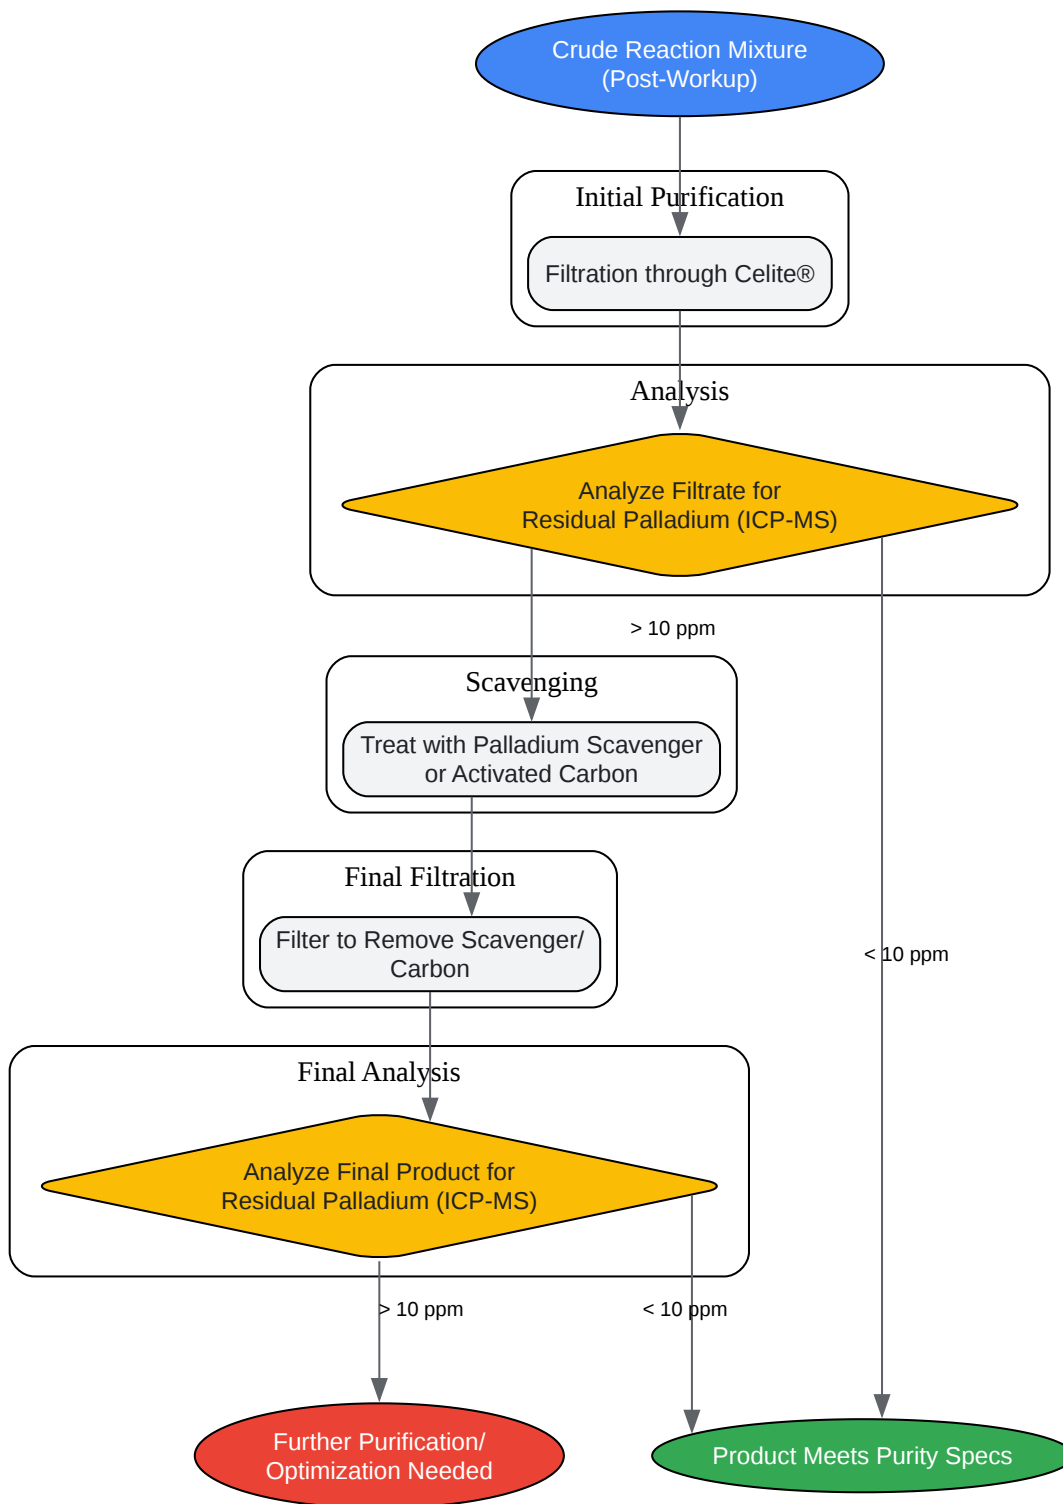 Crude Reaction Mixture
(Post-Workup)
Initial Purification
Filtration through Celite®
Analysis
Analyze Filtrate for
Residual Palladium (ICP-MS)
> 10 ppm
Scavenging
Treat with Palladium Scavenger
or Activated Carbon
Final Filtration
Filter to Remove Scavenger/
Carbon
< 10 ppm
Final Analysis
Analyze Final Product for
Residual Palladium (ICP-MS)
> 10 ppm
< 10 ppm
Further Purification/
Optimization Needed
Product Meets Purity Specs